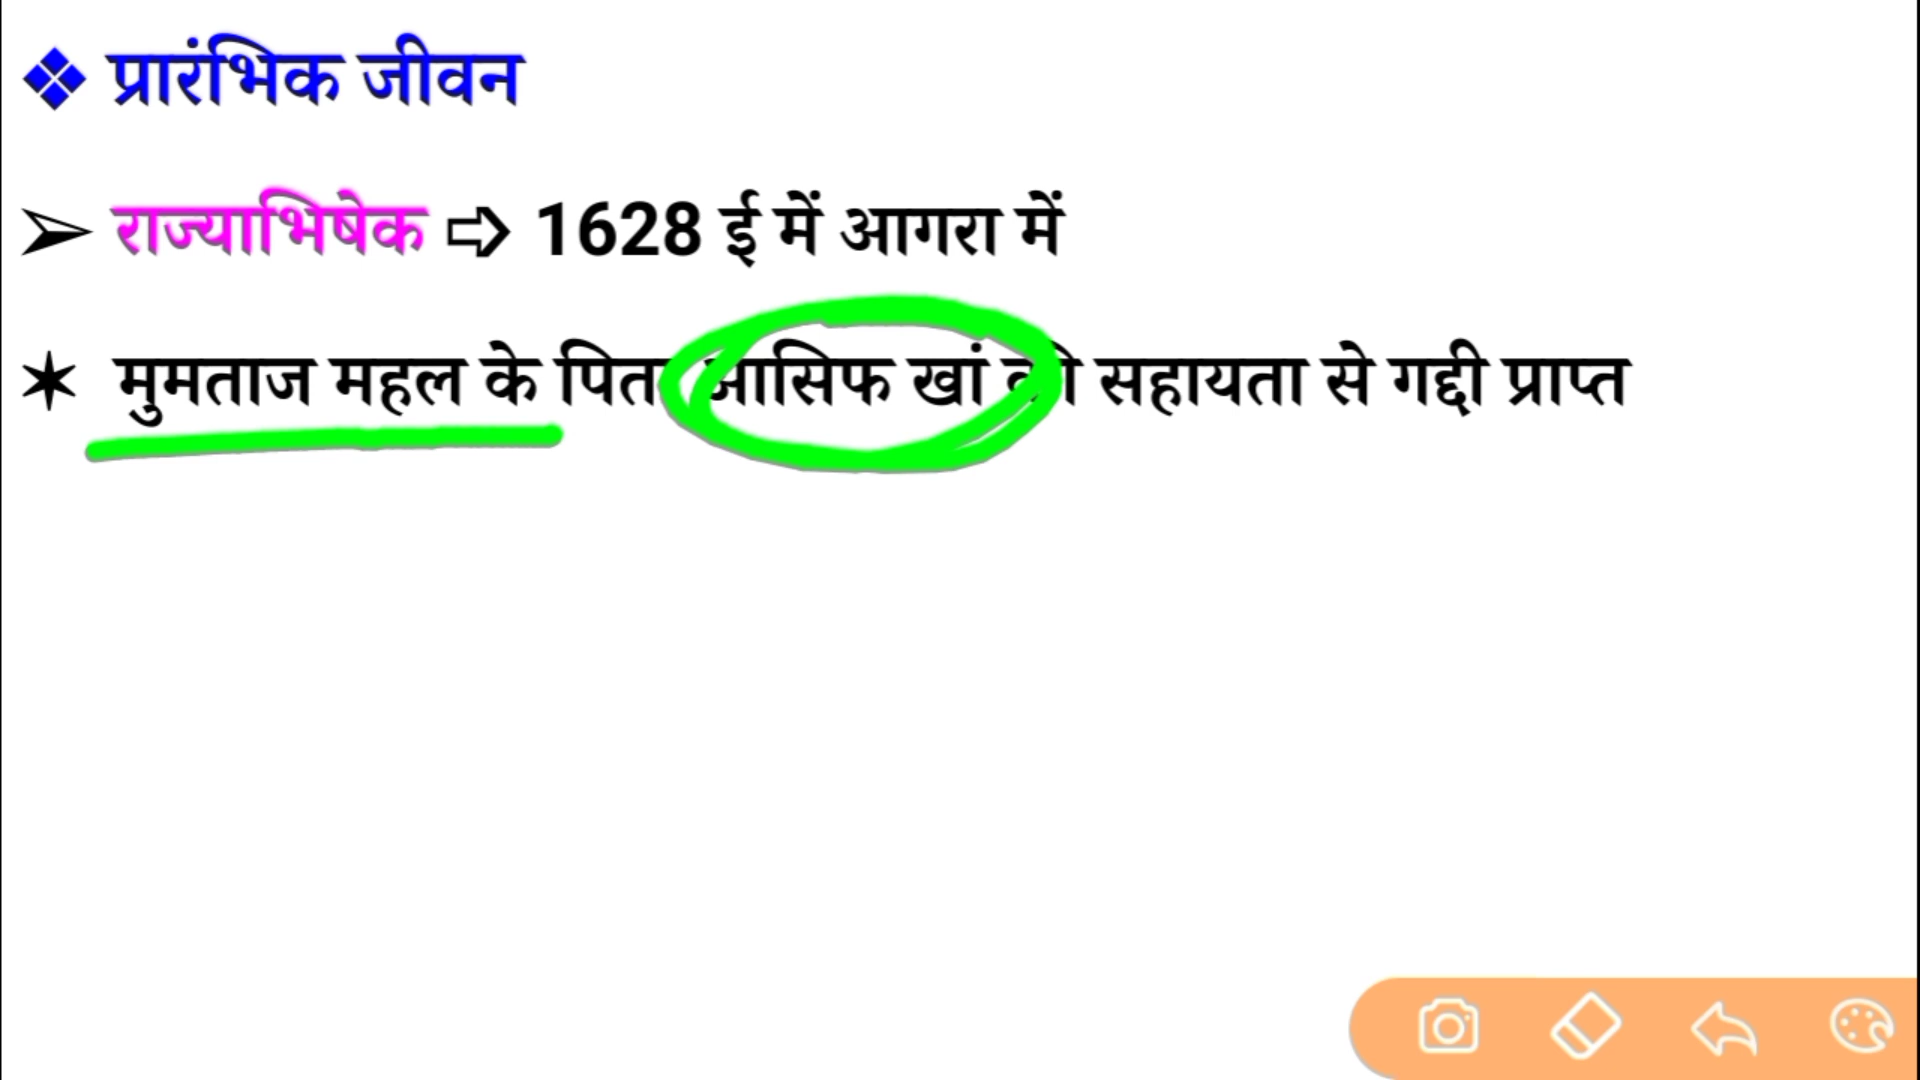 ❖ प्रारंभिक जीवन
➢ राज्याभिषेक ➩ 1628 ई में आगरा में
✶ मुमताज महल के पिता आसिफ खां की सहायता से गद्दी प्राप्त